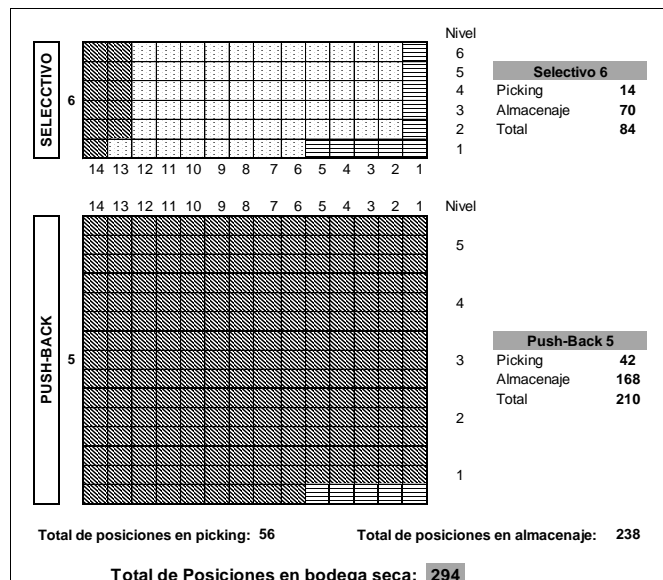 SELECCTIVO
6
Nivel
6
5
4
3
2
1
14 13 12 11 10 9 8 7 6 5 4 3 2 1
Selectivo 6
Picking 14
Almacenaje 70
Total 84
14 13 12 11 10 9 8 7 6 5 4 3 2 1 Nivel
PUSH-BACK
5
5
4
3
2
1
Push-Back 5
Picking 42
Almacenaje 168
Total 210
Total de posiciones en picking: 56 Total de posiciones en almacenaje: 238
Total de Posiciones en bodega seca: 294